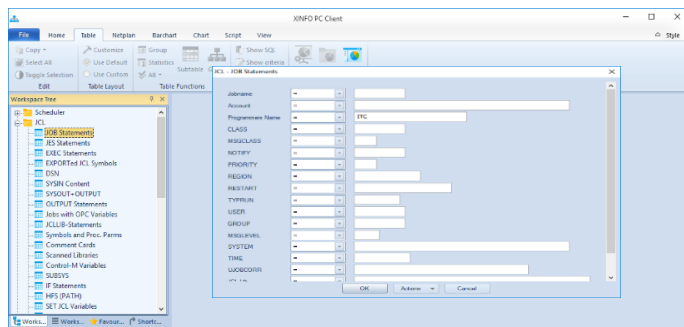 XINFO PC Client
File Home Table Netplan Barchart Chart Script View Style
Copy Customize Group Show SQL
Select All Use Default Statistics Show criteria
Toggle Selection Use Custom All Subtable
Edit Table Layout Table Functions
Workspace Tree
Scheduler
JCL
JOB Statements
JES Statements
EXEC Statements
EXPORTed JCL Symbols
DSN
SYSIN Content
SYSOUT+OUTPUT
OUTPUT Statements
Jobs with OPC Variables
JCLLIB-Statements
Symbols and Proc. Parms
Comment Cards
Scanned Libraries
Control-M Variables
SUBSYS
IF Statements
HFS (PATH)
SET JCL Variables
Works... Works... Favour... Shortc...
JCL - JOB Statements
Jobname =
Account =
Programmer Name =
CLASS =
MSGCLASS =
NOTIFY =
PRIORITY =
REGION =
RESTART =
TYPRUN =
USER =
GROUP =
MSGLEVEL =
SYSTEM =
TIME =
UJOBCORR =
OK Actions Cancel